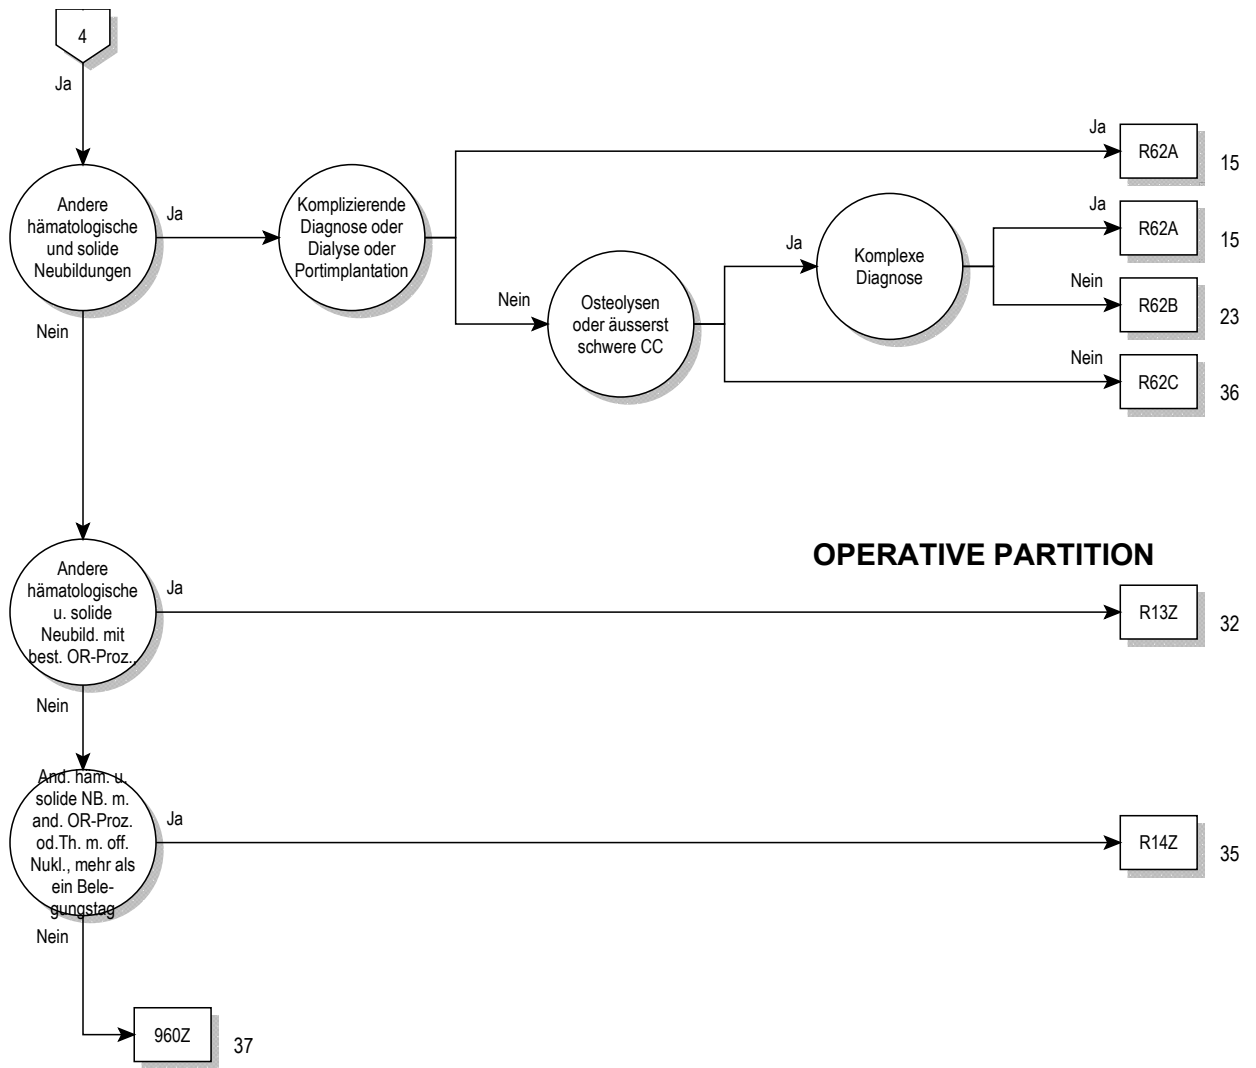 4
Ja
Ja
R62A
15
Andere
hämatologische
und solide
Neubildungen
Ja
Komplizierende
Diagnose oder
Dialyse oder
Portimplantation
Ja
R62A
15
Ja
Komplexe
Diagnose
Nein
R62B
23
Nein
Osteolysen
oder äusserst
schwere CC
Nein
Nein
R62C
36
OPERATIVE PARTITION
Andere
hämatologische
u. solide
Neubild. mit
best. OR-Proz.,
Ja
R13Z
32
Nein
And. häm. u.
solide NB. m.
and. OR-Proz.
od.Th. m. off.
Nukl., mehr als
ein Bele-
gungstag
Ja
R14Z
35
Nein
960Z
37